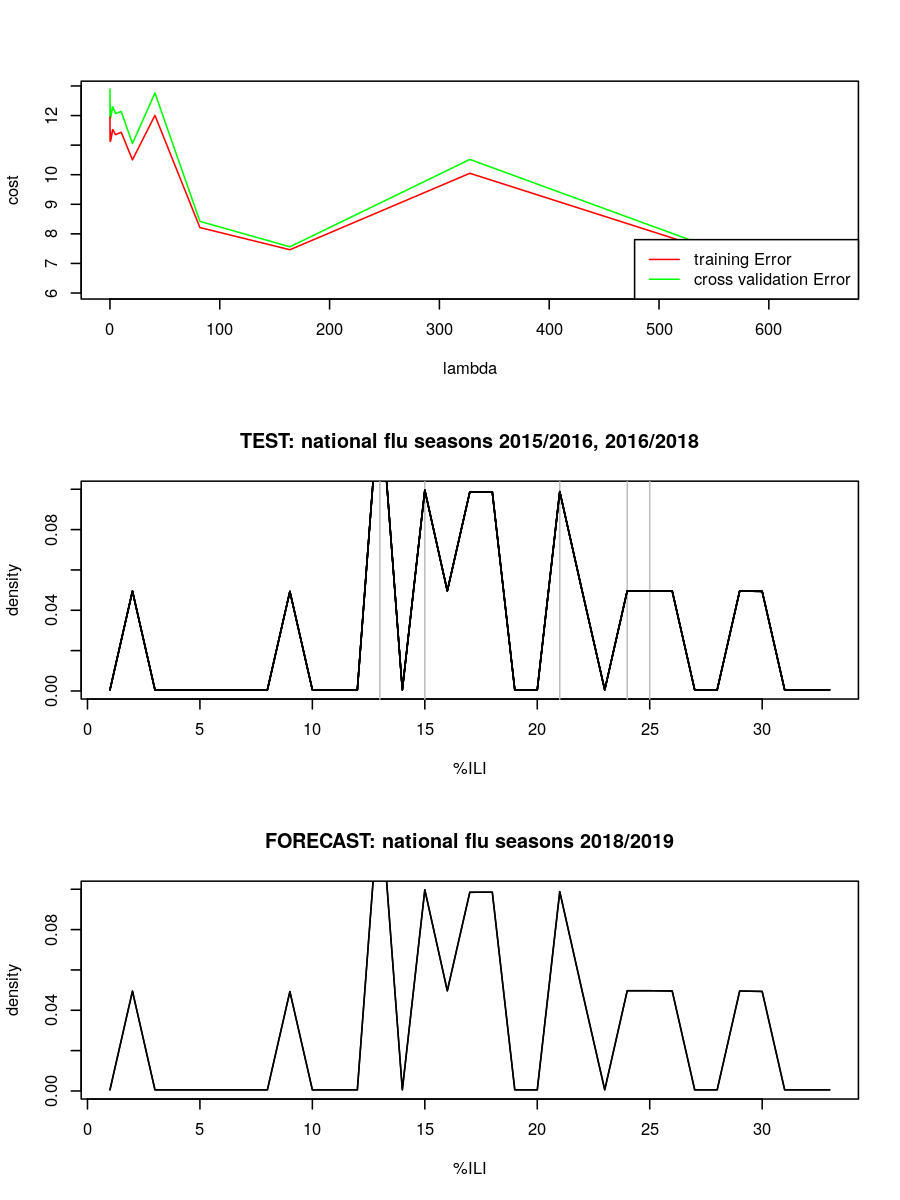 12
10
9
8
7
6
cost
training Error
cross validation Error
0 100 200 300 400 500 600
lambda
TEST: national flu seasons 2015/2016, 2016/2018
0.08
0.04
0.00
density
0 5 10 15 20 25 30
%ILI
FORECAST: national flu seasons 2018/2019
0.08
0.04
0.00
density
0 5 10 15 20 25 30
%ILI